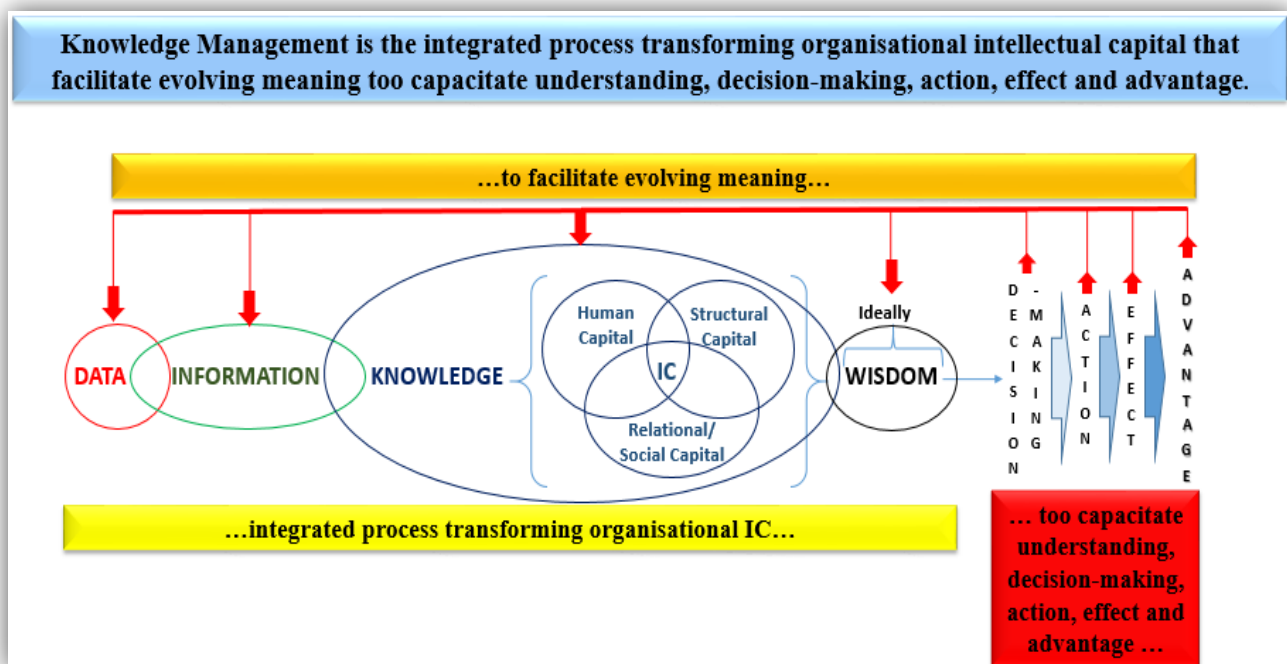 Knowledge Management is the integrated process transforming organisational intellectual capital that
facilitate evolving meaning too capacitate understanding, decision-making, action, effect and advantage.
…to facilitate evolving meaning…
DATA
INFORMATION
KNOWLEDGE
Human
Capital
Structural
Capital
IC
Relational/
Social Capital
Ideally
WISDOM
DECISION
-MAKING
ACTION
EFFECT
ADVANTAGE
…integrated process transforming organisational IC…
… too capacitate
understanding,
decision-making,
action, effect and
advantage …